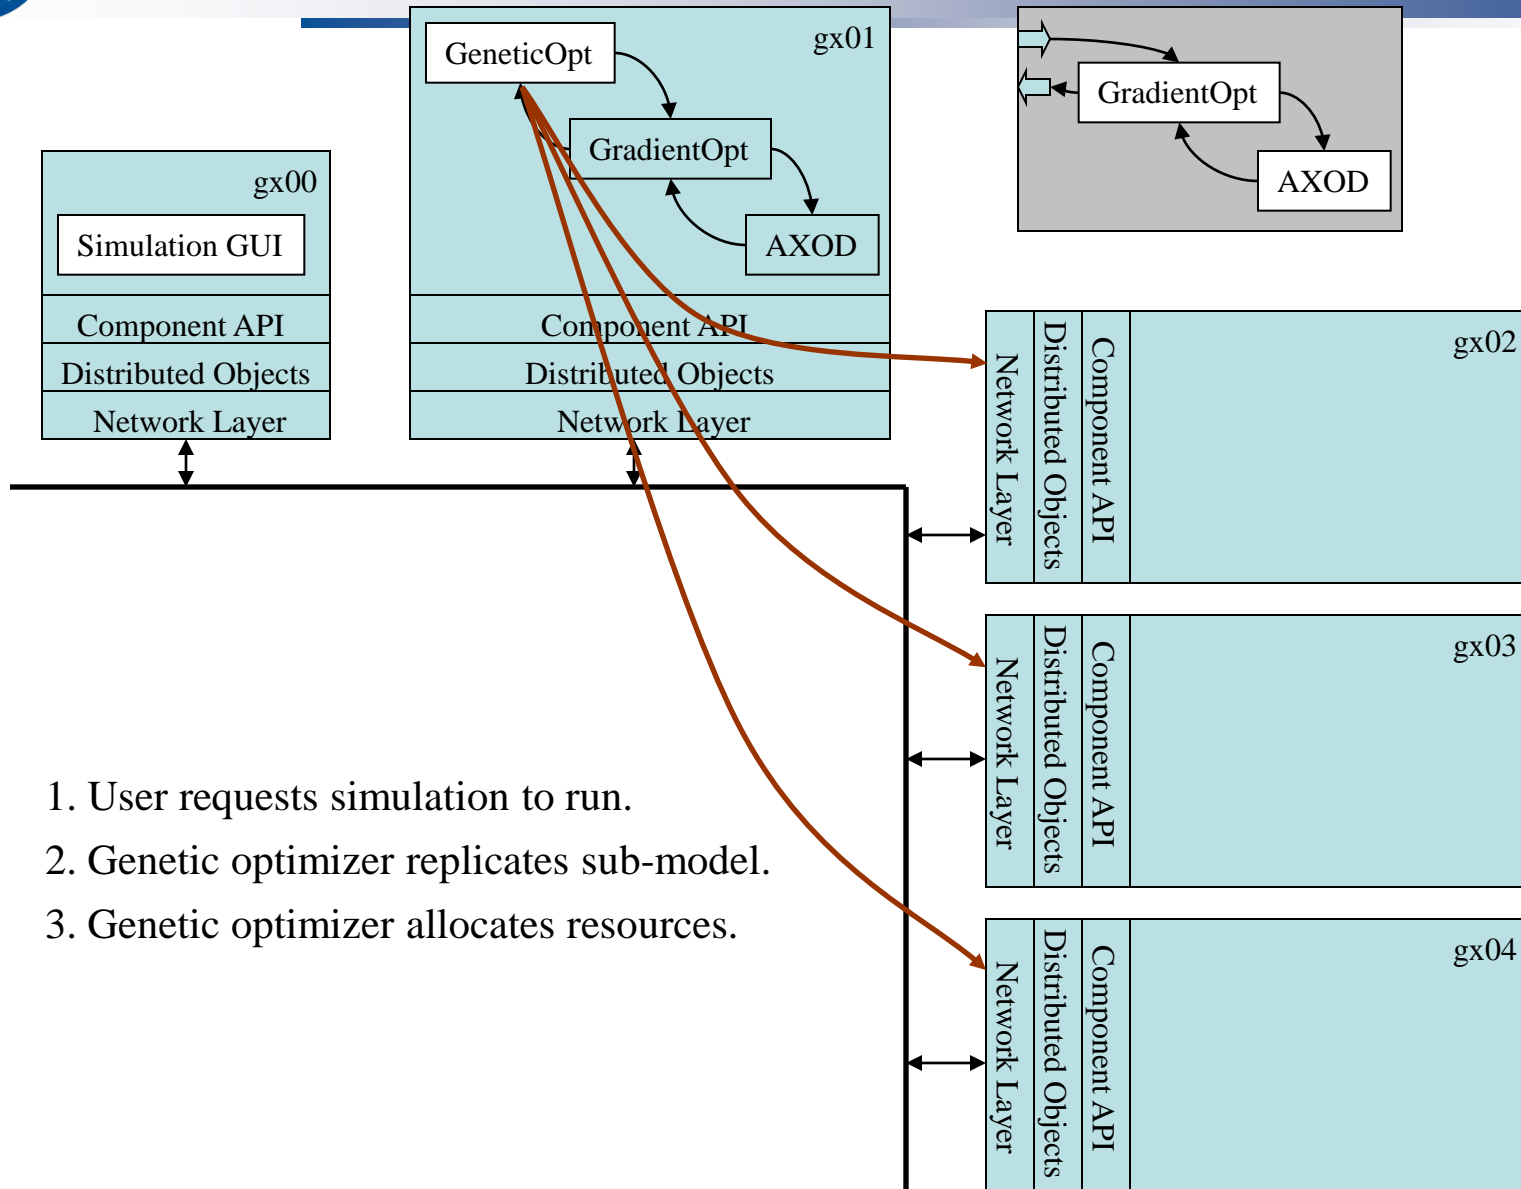 GeneticOpt
gx01
GradientOpt
AXOD
GradientOpt
AXOD
gx00
Simulation GUI
Component API
Distributed Objects
Network Layer
Component API
Distributed Objects
Network Layer
Network Layer
Distributed Objects
Component API
gx02
Network Layer
Distributed Objects
Component API
gx03
Network Layer
Distributed Objects
Component API
gx04
1. User requests simulation to run.
2. Genetic optimizer replicates sub-model.
3. Genetic optimizer allocates resources.